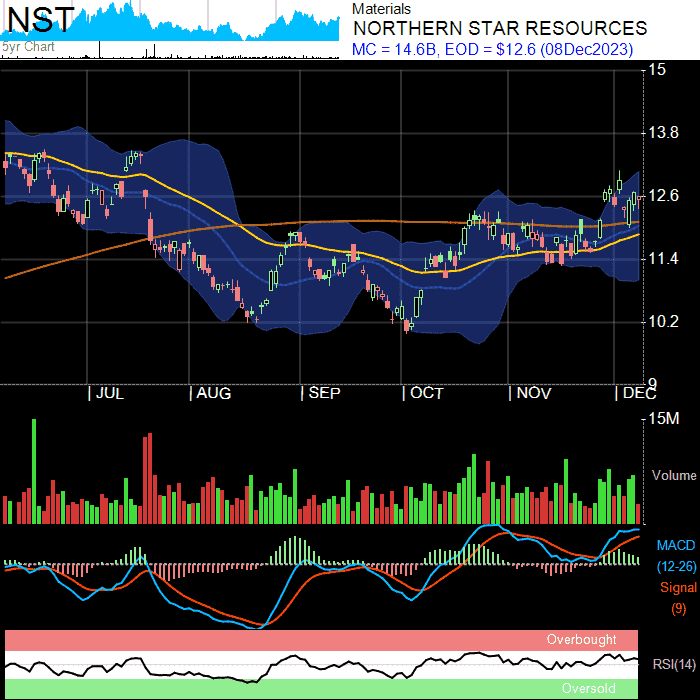 NST
5yr Chart
Materials
NORTHERN STAR RESOURCES
MC = 14.6B, EOD = $12.6 (08Dec2023)
15
13.8
12.6
11.4
10.2
9
JUL AUG SEP OCT NOV DEC
15M
Volume
MACD
(12-26)
Signal
(9)
Overbought
RSI(14)
Oversold